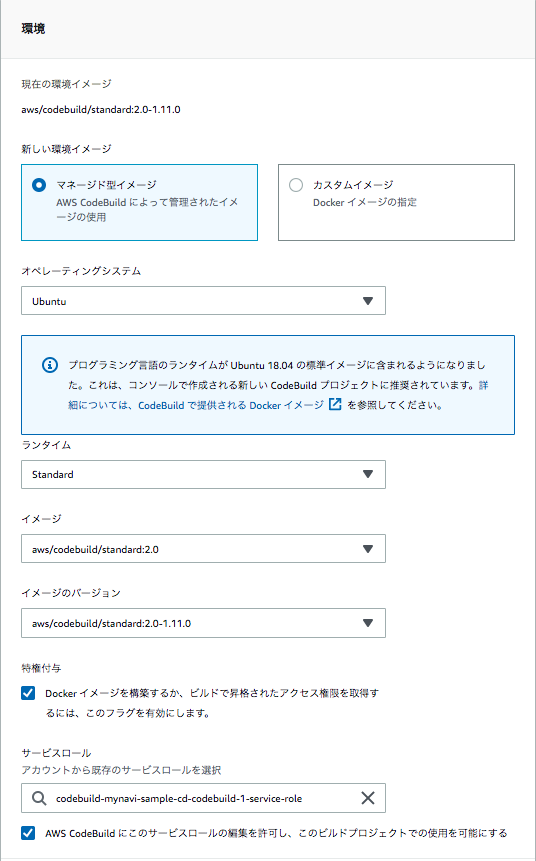 環境
現在の環境イメージ
aws/codebuild/standard:2.0-1.11.0
新しい環境イメージ
マネージド型イメージ
AWS CodeBuild によって管理されたイメ
ージの使用
カスタムイメージ
Docker イメージの指定
オペレーティングシステム
Ubuntu
プログラミング言語のランタイムが Ubuntu 18.04 の標準イメージに含まれるようになりまし
た。これは、コンソールで作成される新しい CodeBuild プロジェクトに推奨されています。詳
細については、CodeBuild で提供される Docker イメージ を参照してください。
ランタイム
Standard
イメージ
aws/codebuild/standard:2.0
イメージのバージョン
aws/codebuild/standard:2.0-1.11.0
特権付与
Docker イメージを構築するか、ビルドで昇格されたアクセス権限を取得す
るには、このフラグを有効にします。
サービスロール
アカウントから既存のサービスロールを選択
codebuild-mynavi-sample-cd-codebuild-1-service-role
AWS CodeBuild にこのサービスロールの編集を許可し、このビルドプロジェクトでの使用を可能にする